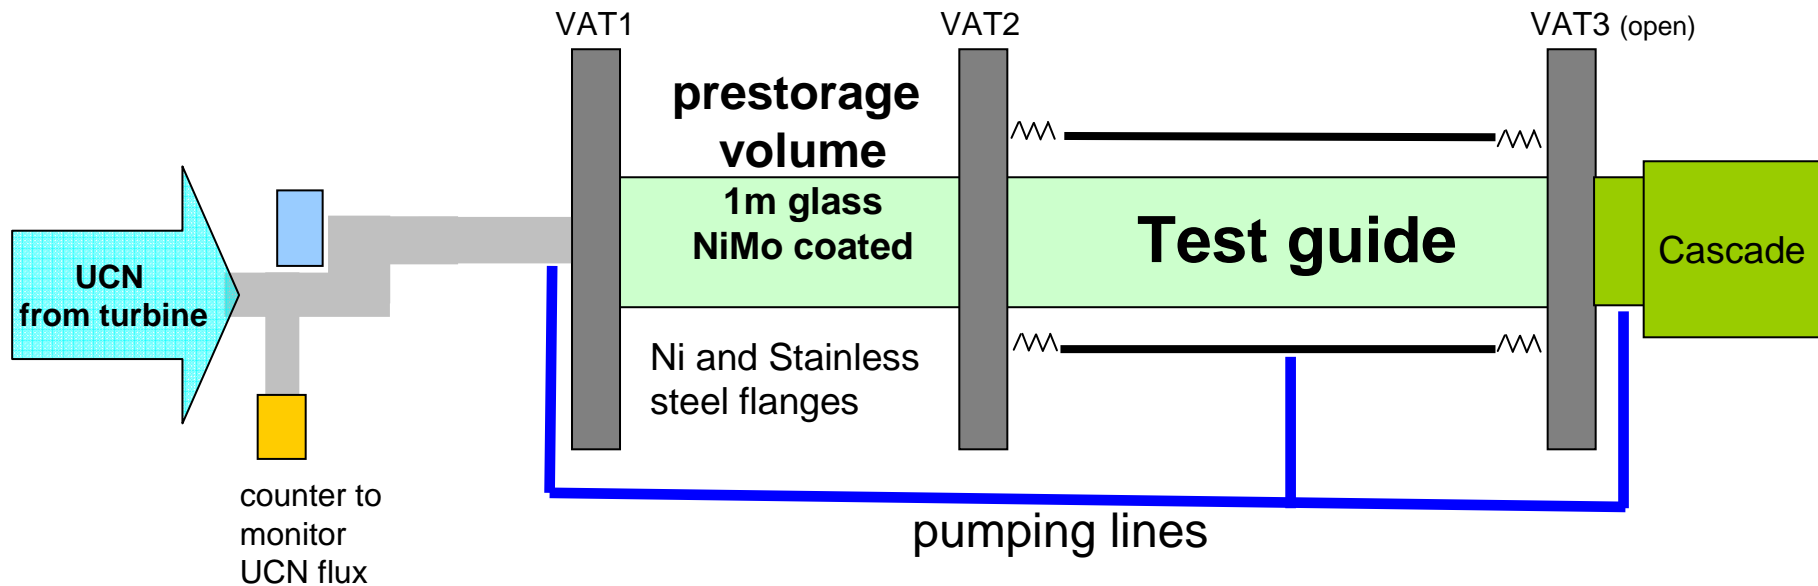 VAT1
VAT2
VAT3 (open)
prestorage
volume
1m glass
NiMo coated
Test guide
Cascade
UCN
from turbine
Ni and Stainless
steel flanges
counter to
monitor
UCN flux
pumping lines